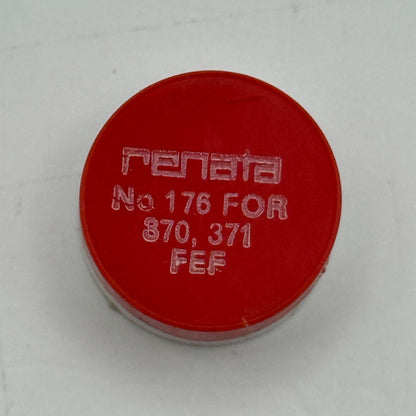 renata
No 176 FOR
370, 371
FEF